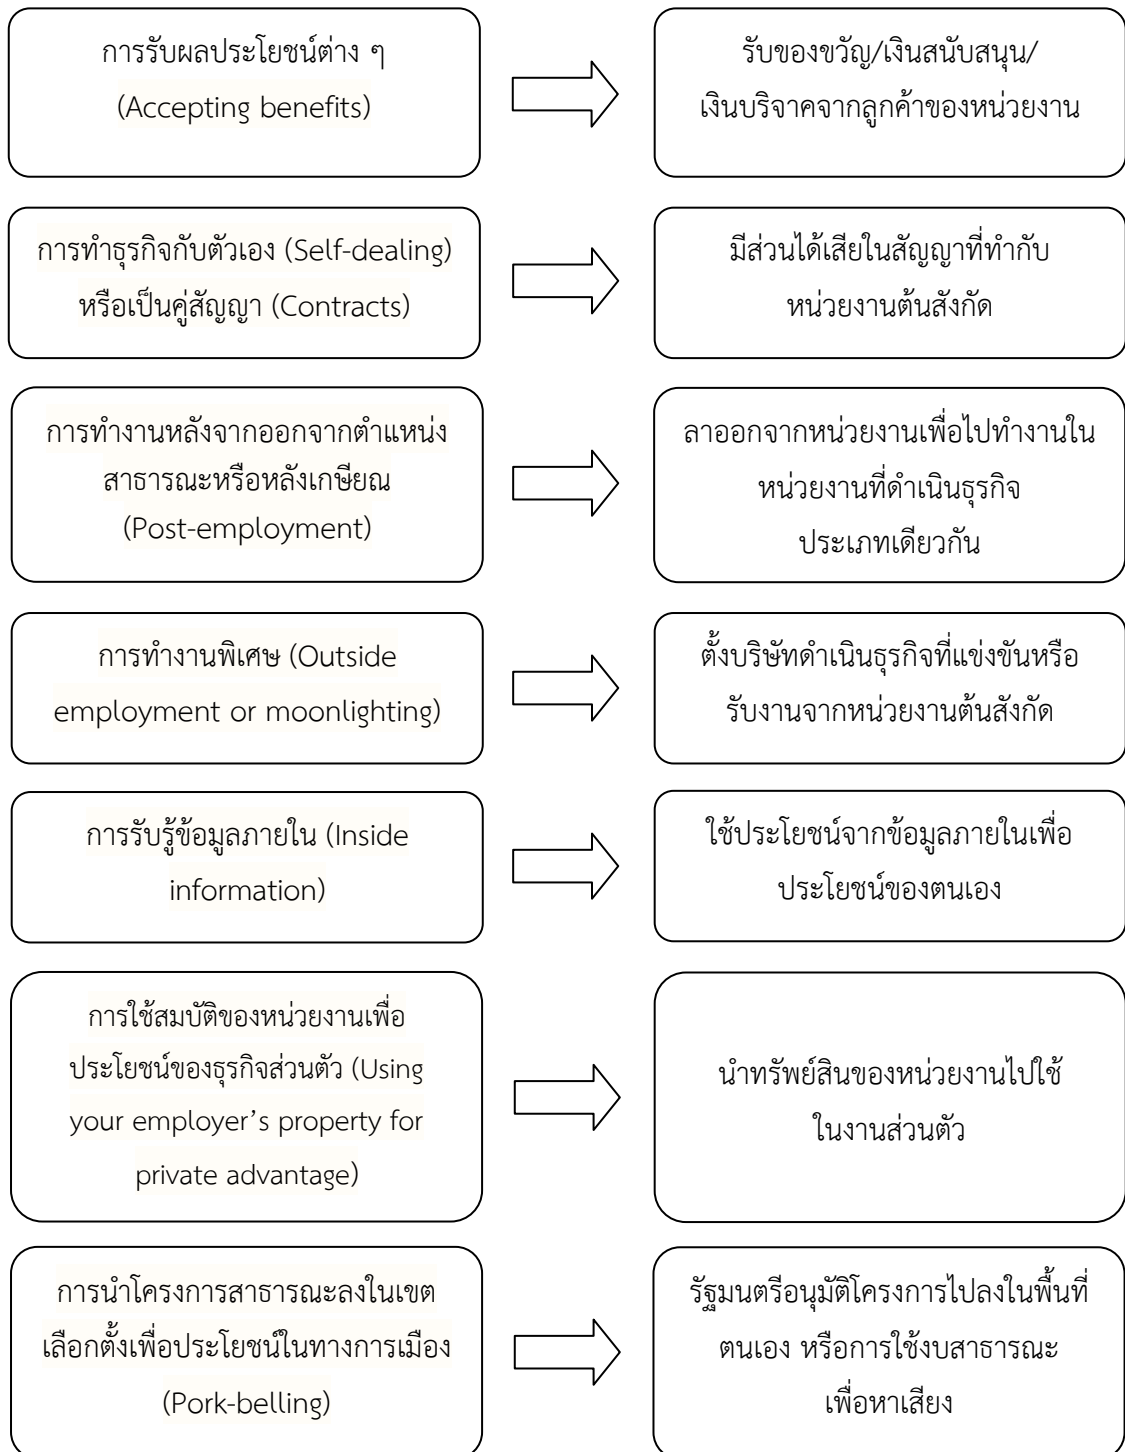 การรับผลประโยชน์ต่าง ๆ
(Accepting benefits)
รับของขวัญ/เงินสนับสนุน/
เงินบริจาคจากลูกค้าของหน่วยงาน
การทำธุรกิจกับตัวเอง (Self-dealing)
หรือเป็นคู่สัญญา (Contracts)
มีส่วนได้เสียในสัญญาที่ทำกับ
หน่วยงานต้นสังกัด
การทำงานหลังจากออกจากตำแหน่ง
สาธารณะหรือหลังเกษียณ
(Post-employment)
ลาออกจากหน่วยงานเพื่อไปทำงานใน
หน่วยงานที่ดำเนินธุรกิจ
ประเภทเดียวกัน
การทำงานพิเศษ (Outside
employment or moonlighting)
ตั้งบริษัทดำเนินธุรกิจที่แข่งขันหรือ
รับงานจากหน่วยงานต้นสังกัด
การรับรู้ข้อมูลภายใน (Inside
information)
ใช้ประโยชน์จากข้อมูลภายในเพื่อ
ประโยชน์ของตนเอง
การใช้สมบัติของหน่วยงานเพื่อ
ประโยชน์ของธุรกิจส่วนตัว (Using
your employer’s property for
private advantage)
นำทรัพย์สินของหน่วยงานไปใช้
ในงานส่วนตัว
การนำโครงการสาธารณะลงในเขต
เลือกตั้งเพื่อประโยชน์ในทางการเมือง
(Pork-belling)
รัฐมนตรีอนุมัติโครงการไปลงในพื้นที่
ตนเอง หรือการใช้งบสาธารณะ
เพื่อหาเสียง